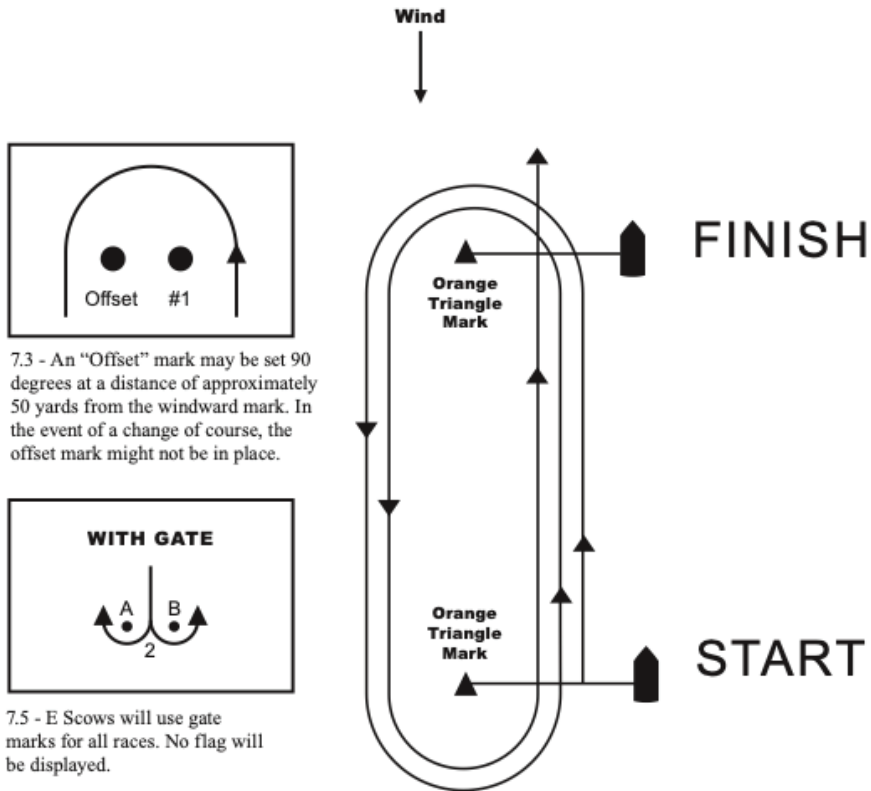 Wind
Offset #1
7.3 - An “Offset” mark may be set 90
degrees at a distance of approximately
50 yards from the windward mark. In
the event of a change of course, the
offset mark might not be in place.
WITH GATE
A B
2
7.5 - E Scows will use gate
marks for all races. No flag will
be displayed.
Orange
Triangle
Mark
FINISH
Orange
Triangle
Mark
START